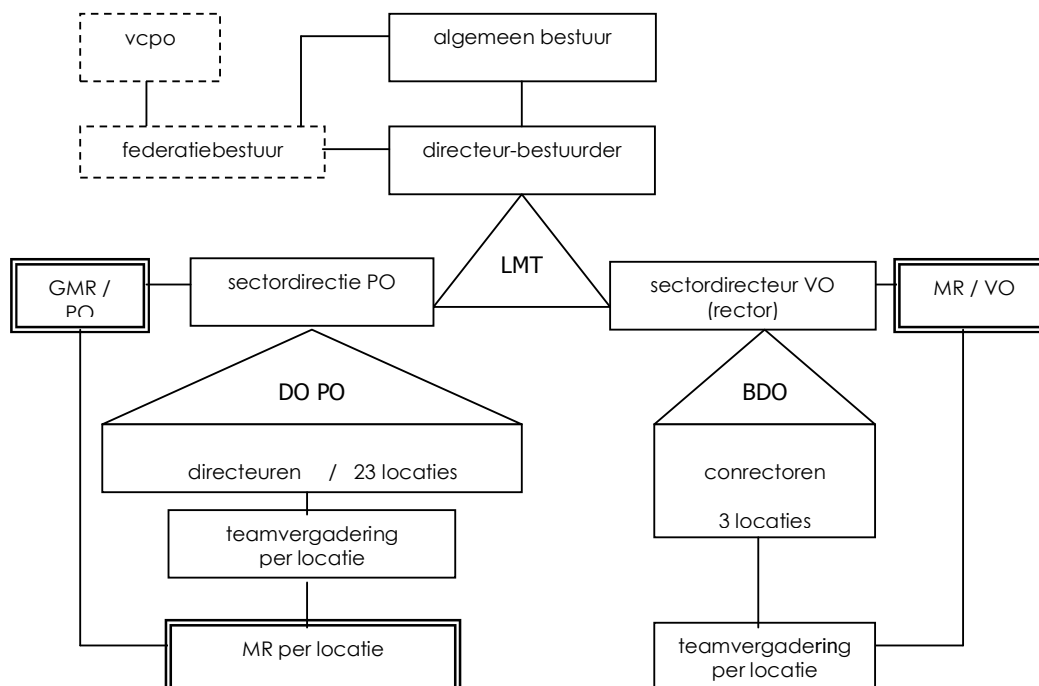 vcpo
algemeen bestuur
federatiebestuur
directeur-bestuurder
LMT
GMR /
PO
sectordirectie PO
sectordirecteur VO
(rector)
MR / VO
DO PO
BDO
directeuren / 23 locaties
conrectoren
3 locaties
teamvergadering
per locatie
MR per locatie
teamvergadering
per locatie